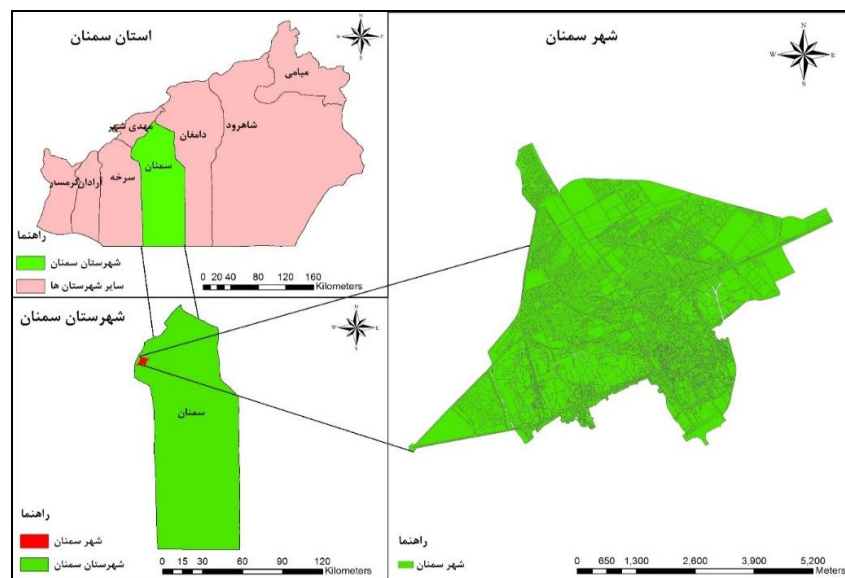 استان سمنان
N
W E
S
میامی
شاهرود
دامغان
مهدی شهر
سمنان
سرخه
آرادان
گرمسار
راهنما
شهرستان سمنان
سایر شهرستان ها
0 20 40 80 120 160
Kilometers
شهرستان سمنان
N
W E
S
سمنان
راهنما
شهر سمنان
شهرستان سمنان
0 15 30 60 90 120
Kilometers
شهر سمنان
N
W E
S
راهنما
شهر سمنان
0 650 1,300 2,600 3,900 5,200
Meters